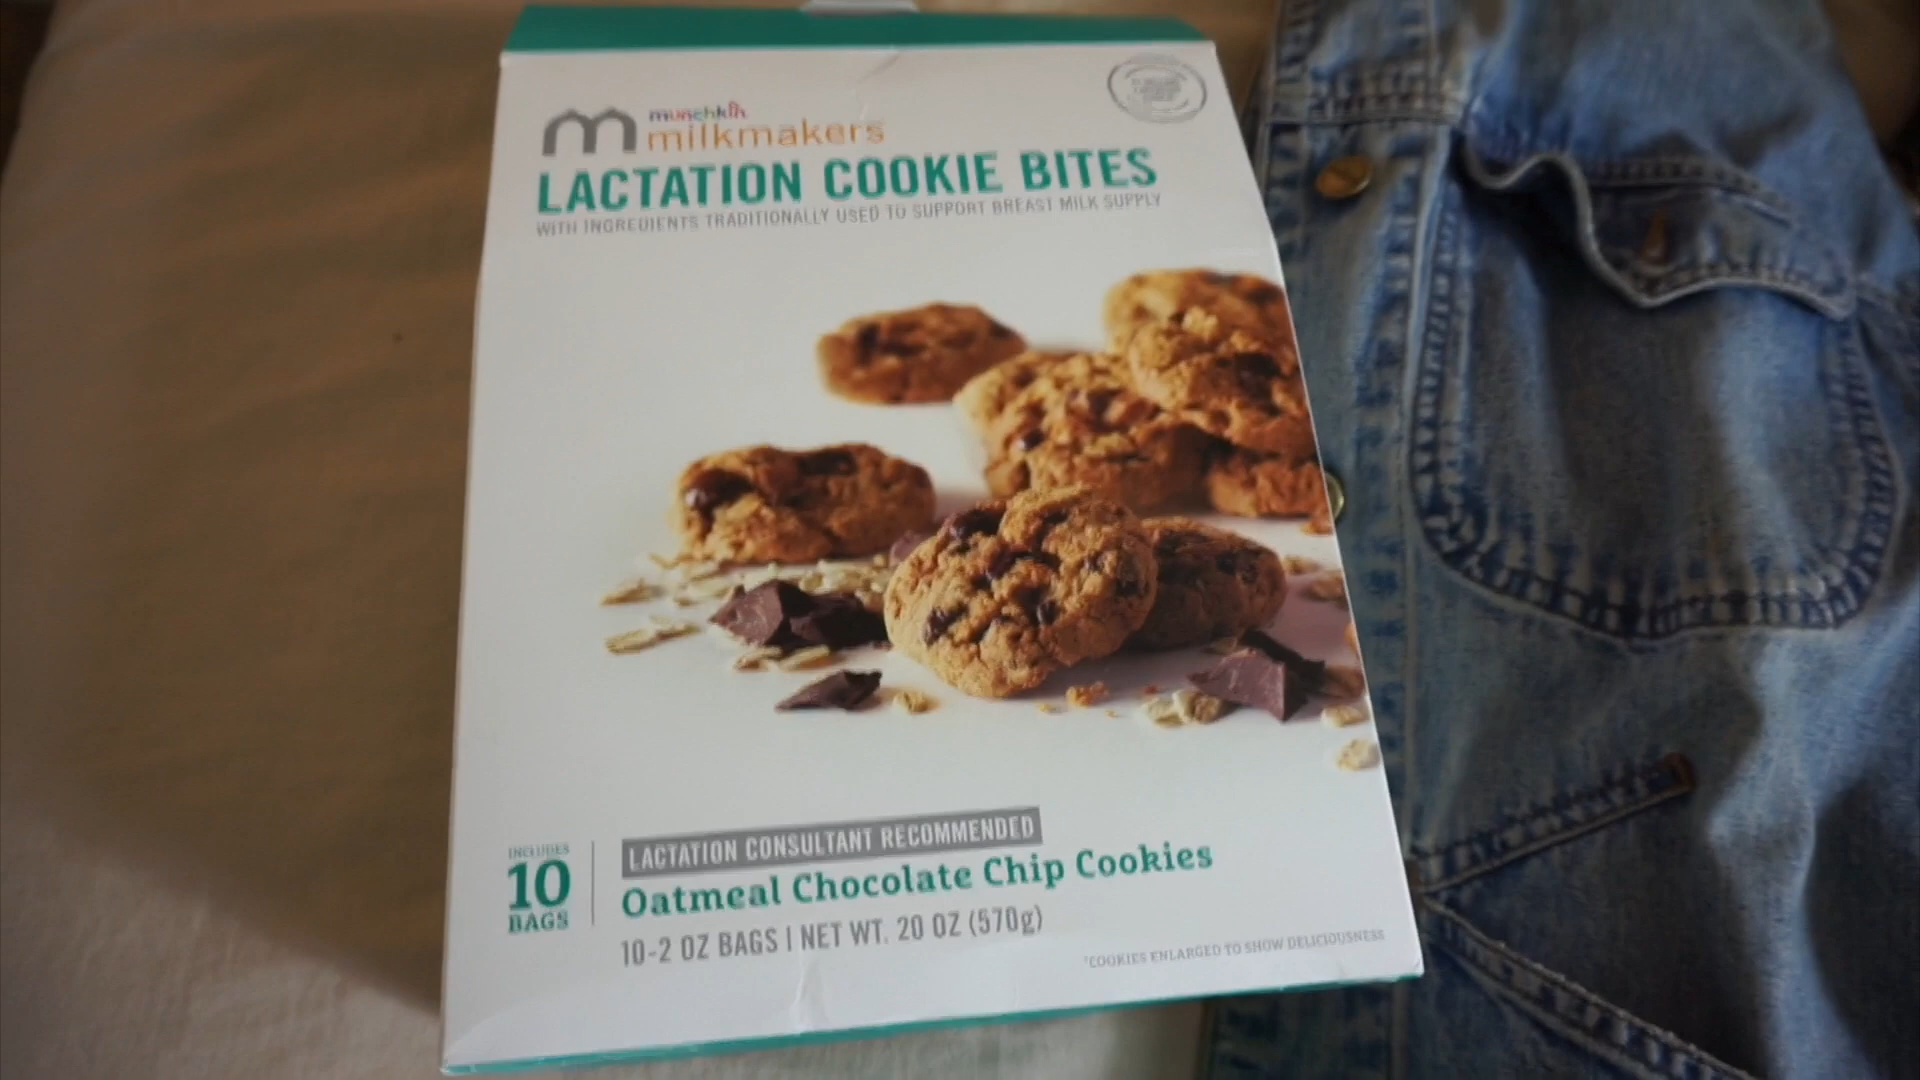 munchkin
milkmakers
LACTATION COOKIE BITES
WITH INGREDIENTS TRADITIONALLY USED TO SUPPORT BREAST MILK SUPPLY
INCLUDES
10
BAGS
LACTATION CONSULTANT RECOMMENDED
Oatmeal Chocolate Chip Cookies
10-2 OZ BAGS | NET WT. 20 OZ (570g)
*COOKIES ENLARGED TO SHOW DELICIOUSNESS